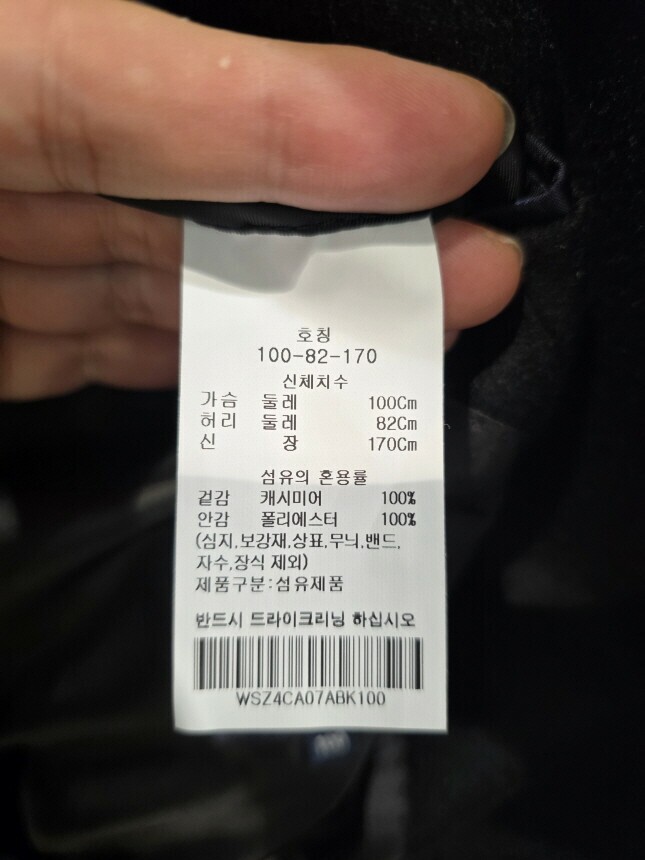 호칭
100-82-170
신체치수
가슴 둘레 100Cm
허리 둘레 82Cm
신 장 170Cm
섬유의 혼용률
겉감 캐시미어 100%
안감 폴리에스터 100%
(심지,보강재,상표,무늬,밴드,
자수,장식 제외)
제품구분:섬유제품
반드시 드라이크리닝 하십시오
WSZ4CA07ABK100